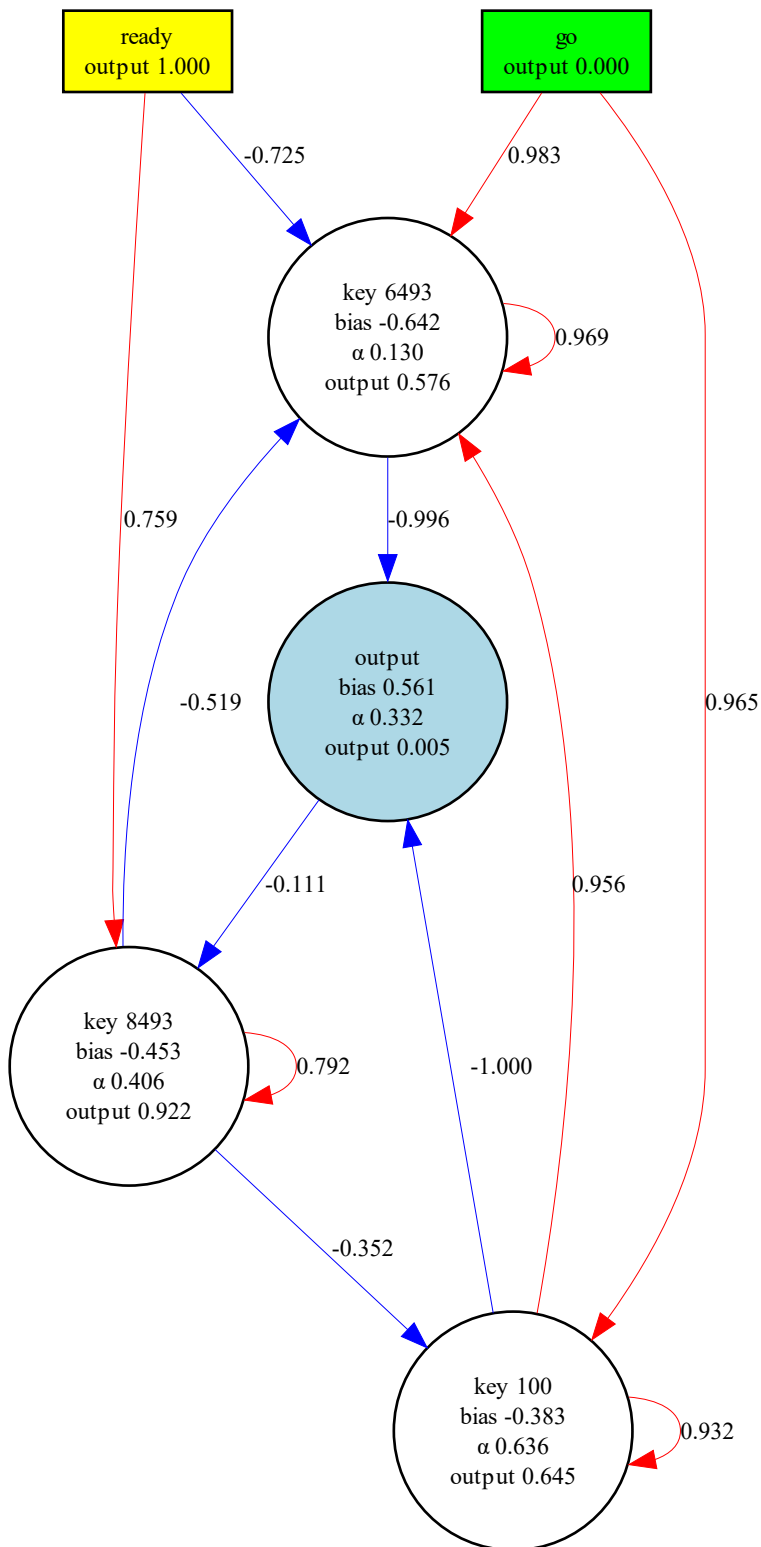 ready
output 1.000
go
output 0.000
-0.725
0.983
key 6493
bias -0.642
α 0.130
output 0.576
0.969
0.759
-0.996
output
bias 0.561
α 0.332
output 0.005
-0.519
0.965
-0.111
0.956
key 8493
bias -0.453
α 0.406
output 0.922
0.792
-1.000
-0.352
key 100
bias -0.383
α 0.636
output 0.645
0.932